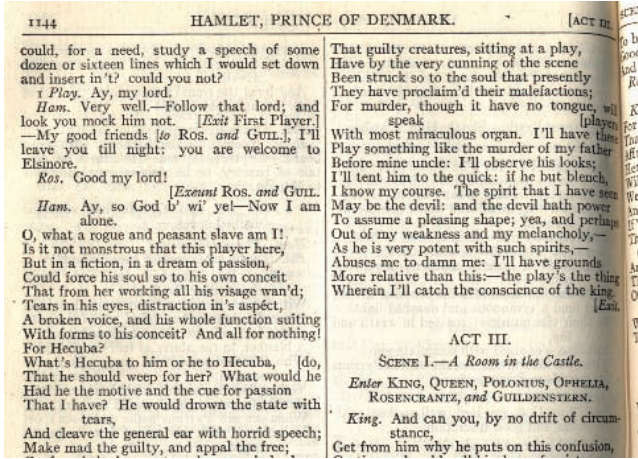 1144
HAMLET, PRINCE OF DENMARK.
[ACT III.
could, for a need, study a speech of some
dozen or sixteen lines which I would set down
and insert in't? could you not?
1 Play. Ay, my lord.
Ham. Very well.—Follow that lord; and
look you mock him not. [Exit First Player.]
—My good friends [to ROS. and GUIL.], I'll
leave you till night: you are welcome to
Elsinore.
Ros. Good my lord!
[Exeunt ROS. and GUIL.
Ham. Ay, so God b' wi' ye!—Now I am
alone.
O, what a rogue and peasant slave am I!
Is it not monstrous that this player here,
But in a fiction, in a dream of passion,
Could force his soul so to his own conceit
That from her working all his visage wan'd;
Tears in his eyes, distraction in's aspéct,
A broken voice, and his whole function suiting
With forms to his conceit? And all for nothing!
For Hecuba?
What's Hecuba to him or he to Hecuba, [do,
That he should weep for her? What would he
Had he the motive and the cue for passion
That I have? He would drown the state with
tears,
And cleave the general ear with horrid speech;
Make mad the guilty, and appal the free;
That guilty creatures, sitting at a play,
Have by the very cunning of the scene
Been struck so to the soul that presently
They have proclaim'd their malefactions;
For murder, though it have no tongue, will
speak [players
With most miraculous organ. I'll have these
Play something like the murder of my father
Before mine uncle: I'll observe his looks;
I'll tent him to the quick: if he but blench,
I know my course. The spirit that I have seen
May be the devil: and the devil hath power
To assume a pleasing shape; yea, and perhaps
Out of my weakness and my melancholy,—
As he is very potent with such spirits,—
Abuses me to damn me: I'll have grounds
More relative than this:—the play's the thing
Wherein I'll catch the conscience of the king.
[Exit.
ACT III.
SCENE I.—A Room in the Castle.
Enter KING, QUEEN, POLONIUS, OPHELIA,
ROSENCRANTZ, and GUILDENSTERN.
King. And can you, by no drift of circum-
stance,
Get from him why he puts on this confusion,